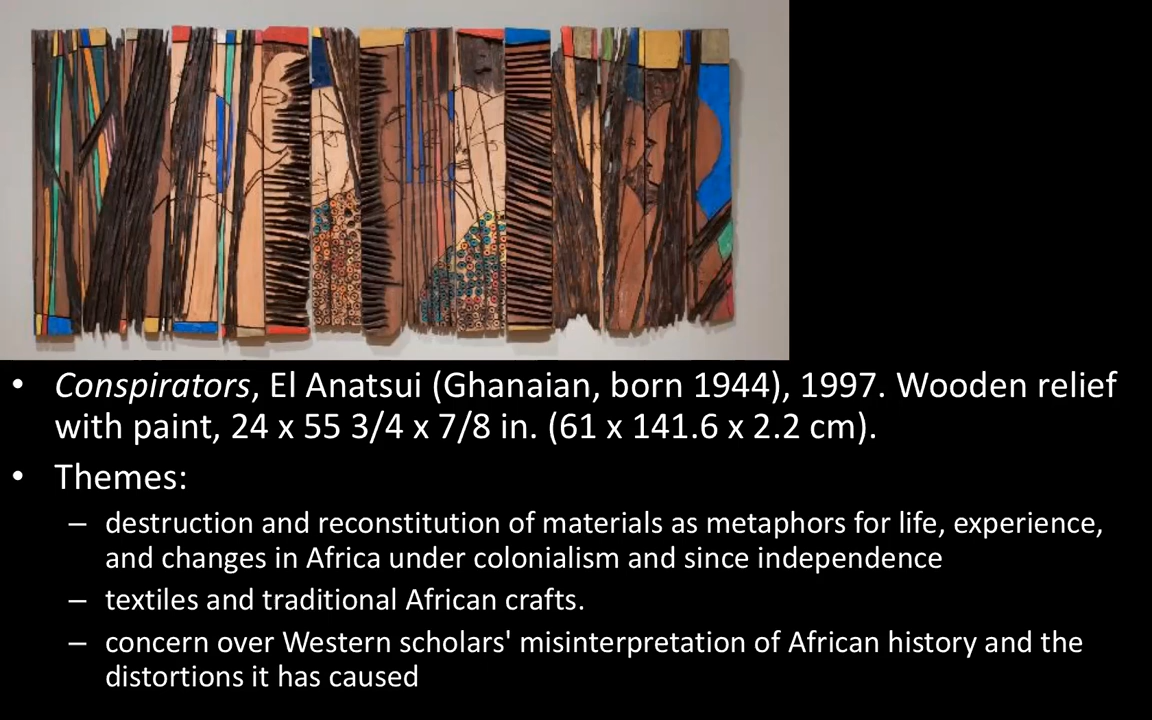 • Conspirators, El Anatsui (Ghanaian, born 1944), 1997. Wooden relief
with paint, 24 x 55 3/4 x 7/8 in. (61 x 141.6 x 2.2 cm).
• Themes:
– destruction and reconstitution of materials as metaphors for life, experience,
and changes in Africa under colonialism and since independence
– textiles and traditional African crafts.
– concern over Western scholars' misinterpretation of African history and the
distortions it has caused